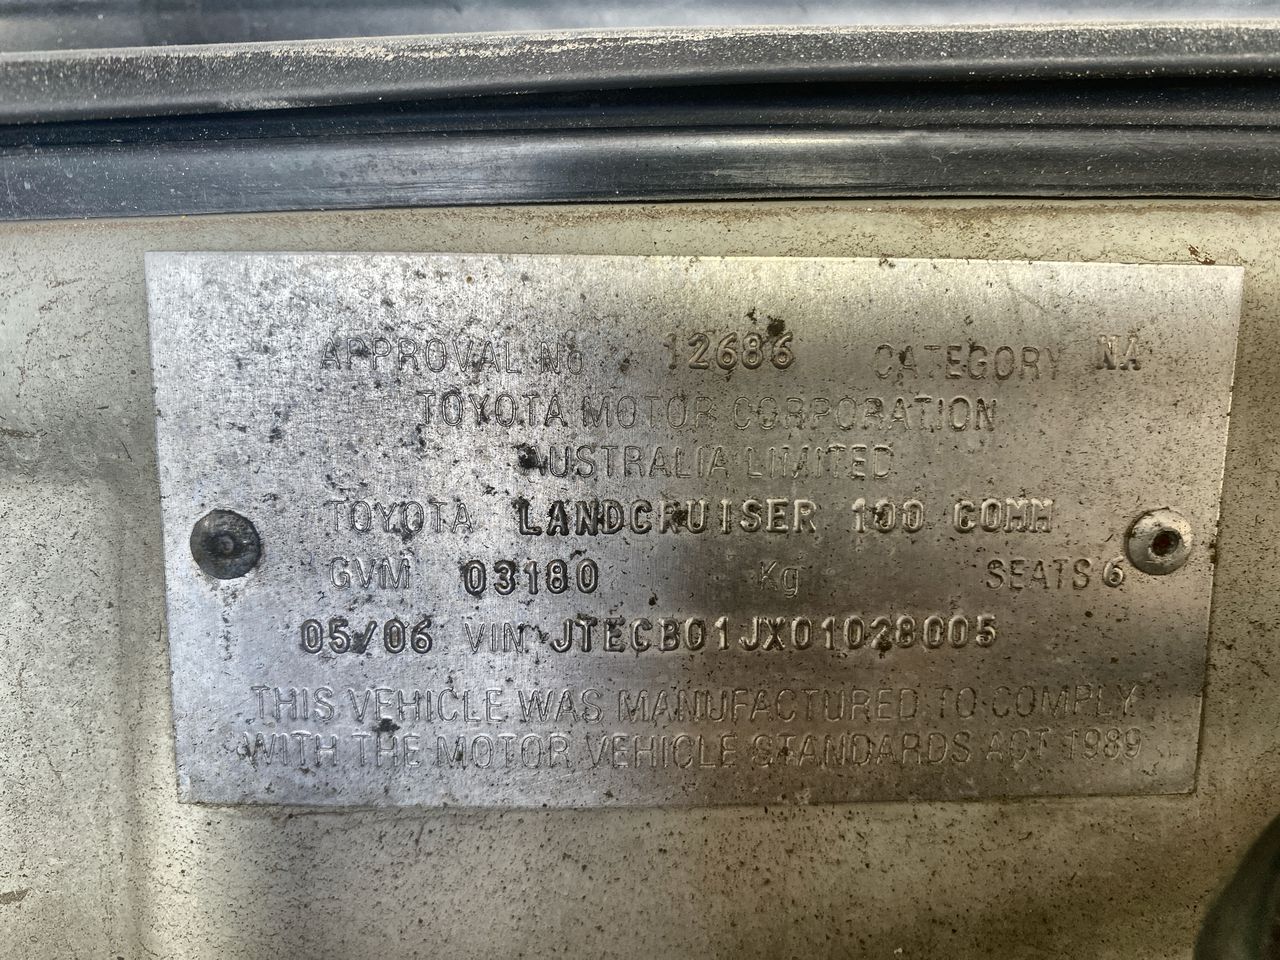 APPROVAL No 12686 CATEGORY NA
TOYOTA MOTOR CORPORATION
AUSTRALIA LIMITED
TOYOTA LANDCRUISER 100 COMM
GVM 03180 Kg SEATS 6
05/06 VIN JTECB01JX01028005
THIS VEHICLE WAS MANUFACTURED TO COMPLY
WITH THE MOTOR VEHICLE STANDARDS ACT 1989